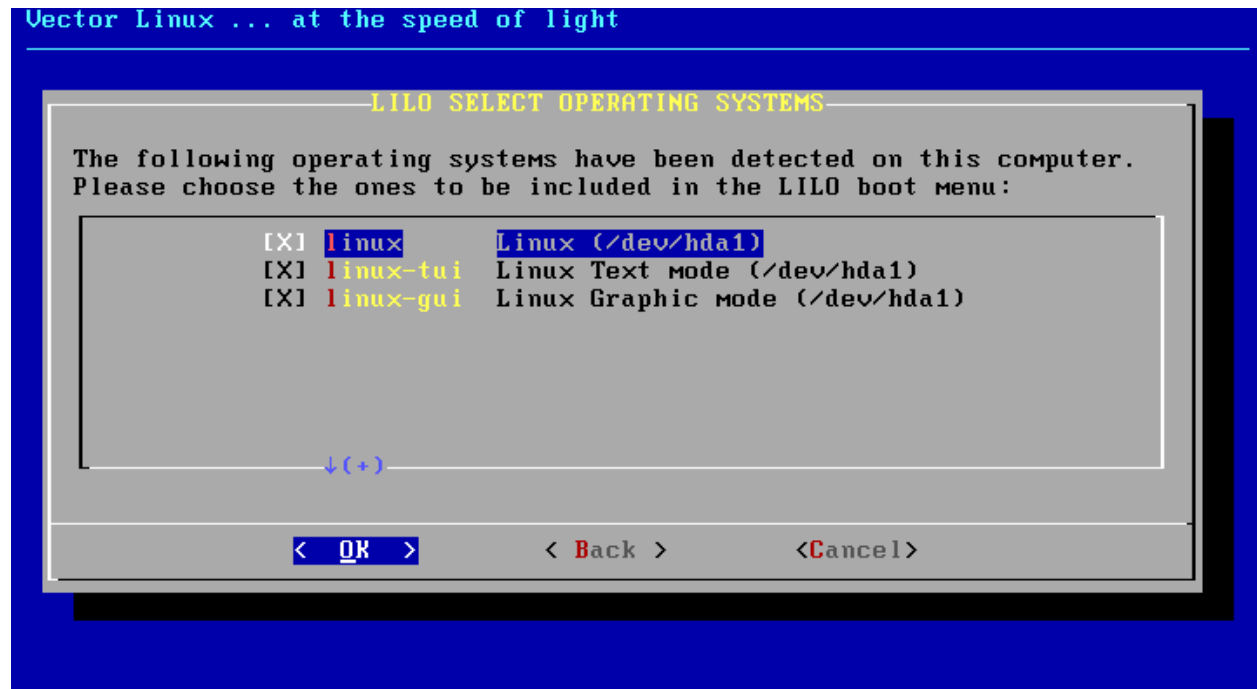 Vector Linux ... at the speed of light
LILO SELECT OPERATING SYSTEMS
The following operating systems have been detected on this computer.
Please choose the ones to be included in the LILO boot menu:
[X] linux Linux (/dev/hda1)
[X] linux-tui Linux Text mode (/dev/hda1)
[X] linux-gui Linux Graphic mode (/dev/hda1)
↓(+)
< OK > < Back > <Cancel>